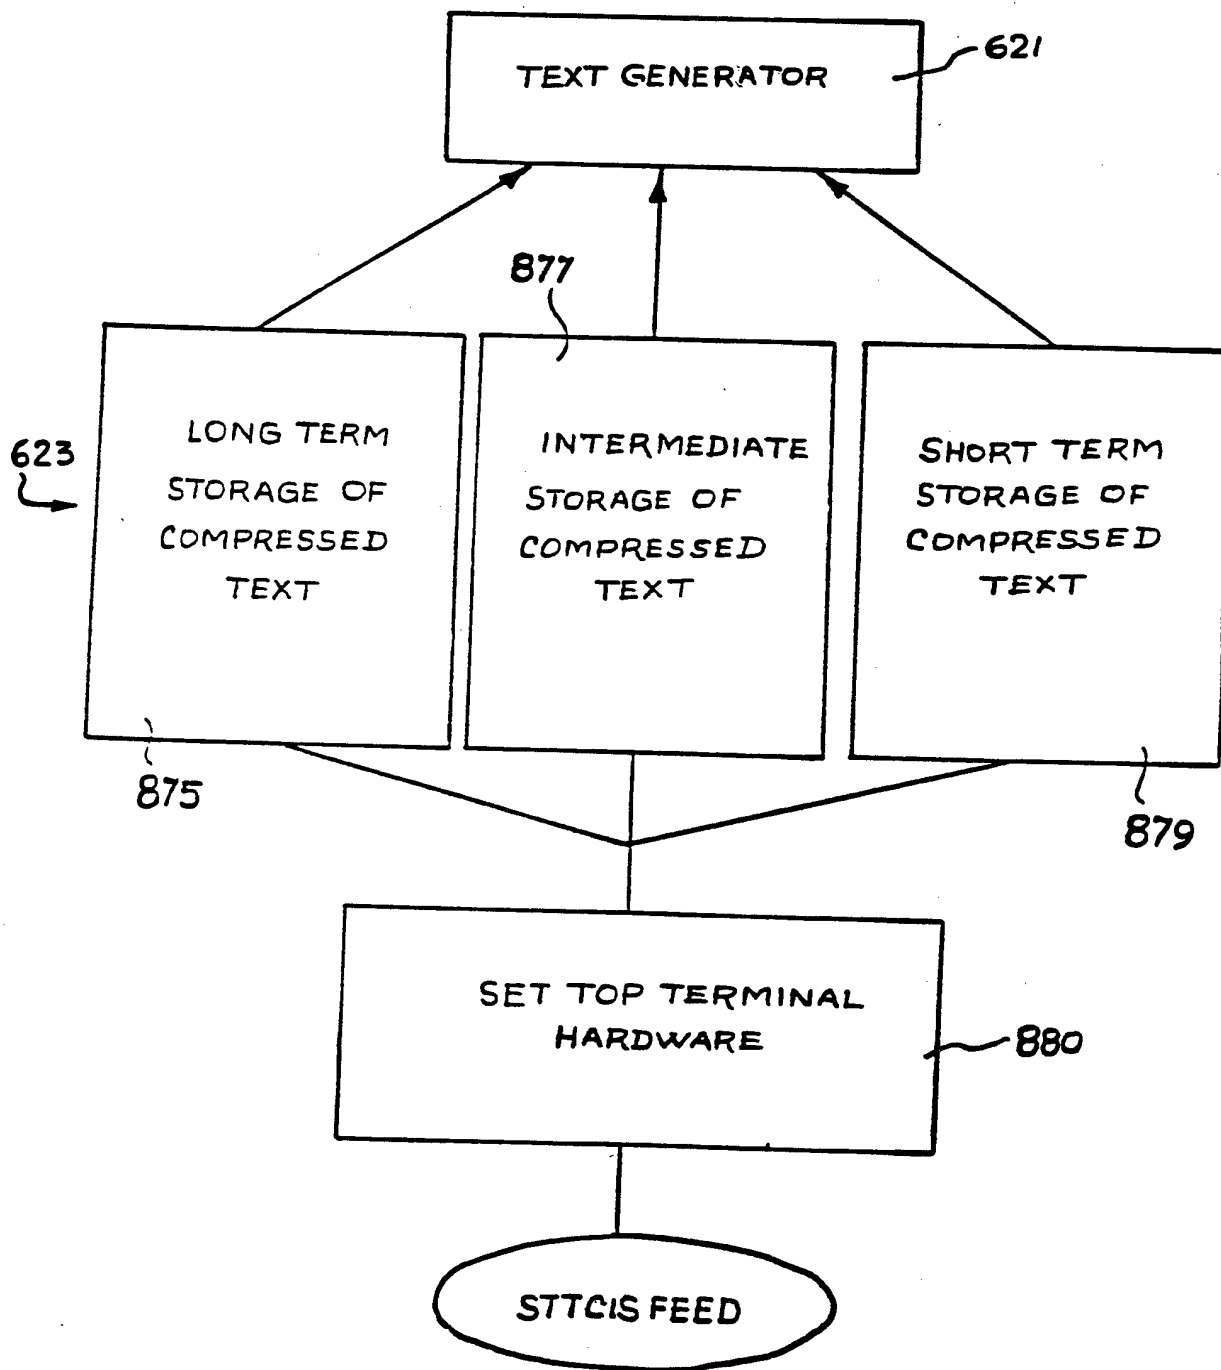 TEXT GENERATOR
621
877
623
LONG TERM
STORAGE OF
COMPRESSED
TEXT
INTERMEDIATE
STORAGE OF
COMPRESSED
TEXT
SHORT TERM
STORAGE OF
COMPRESSED
TEXT
875
879
SET TOP TERMINAL
HARDWARE
880
STTCIS FEED